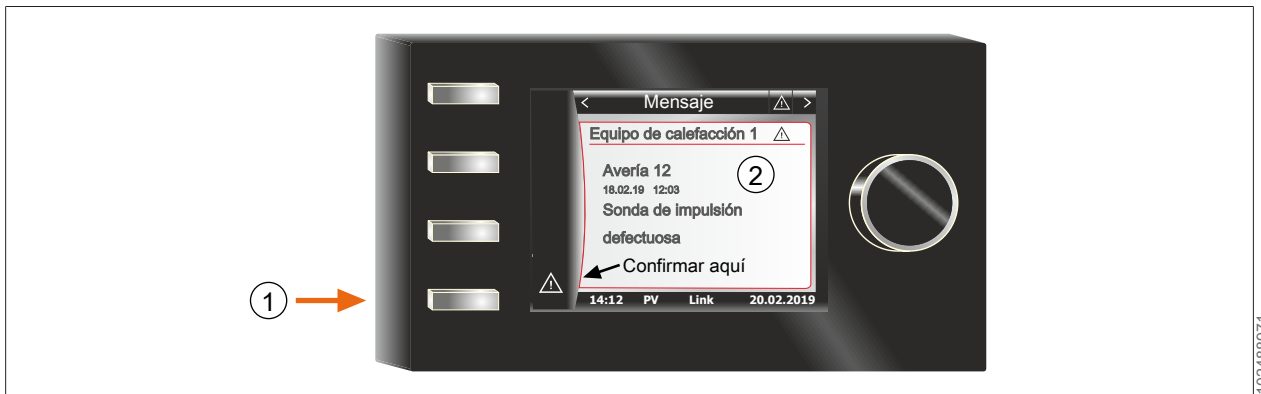 < Mensaje >
Equipo de calefacción 1
Avería 12
18.02.19 12:03
Sonda de impulsión
defectuosa
Confirmar aquí
14:12 PV Link 20.02.2019
1
2